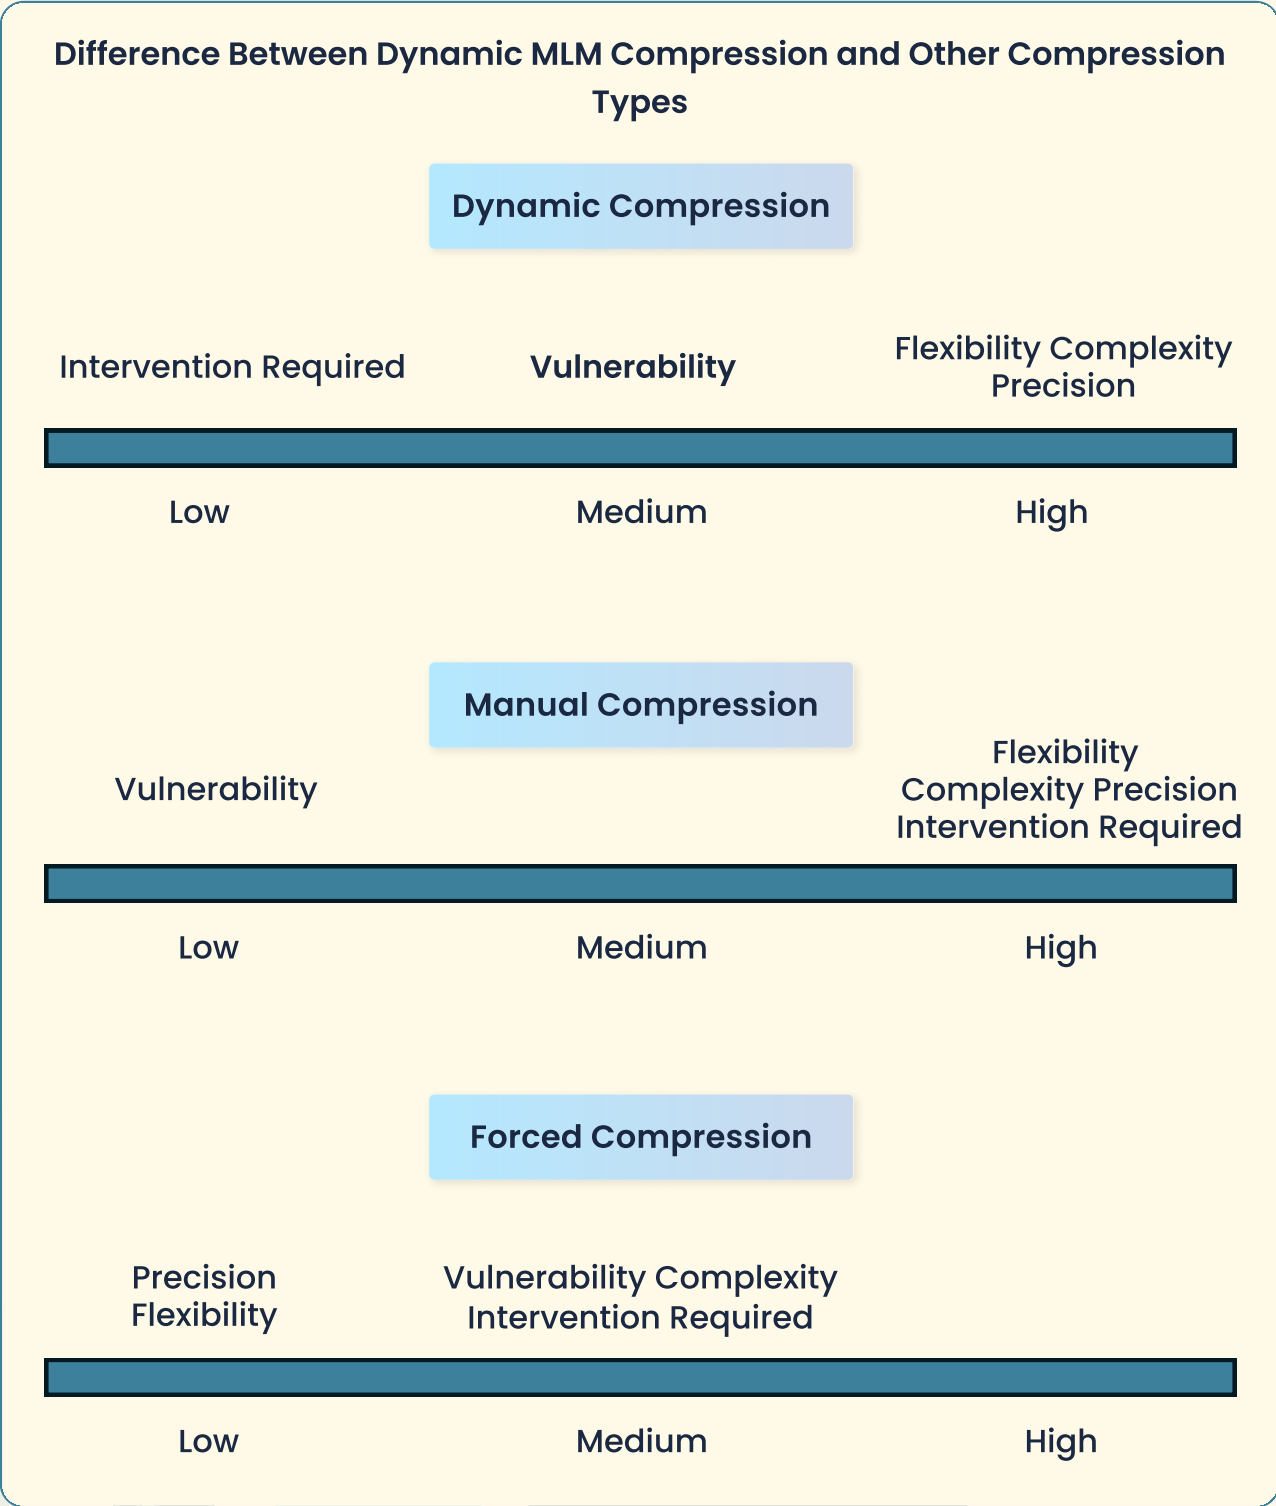 Difference Between Dynamic MLM Compression and Other Compression
Types
Dynamic Compression
Intervention Required
Vulnerability
Flexibility Complexity
Precision
Low
Medium
High
Manual Compression
Vulnerability
Flexibility
Complexity Precision
Intervention Required
Low
Medium
High
Forced Compression
Precision
Flexibility
Vulnerability Complexity
Intervention Required
Low
Medium
High